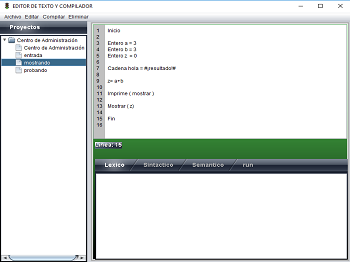 EDITOR DE TEXTO Y COMPILADOR
Archivo Editar Compilar Eliminar
Proyectos
Centro de Administración
Centro de Administración
entrada
mostrando
probando
1 Inicio
2
3 Entero a = 3
4 Entero b = 3
5 Entero z = 0
6
7 Cadena hola = #¡resultado!#
8
9 z= a+b
10
11 Imprime ( mostrar )
12
13 Mostrar ( z)
14
15 Fin
Linea: 15
Lexico Sintactico Semantico run